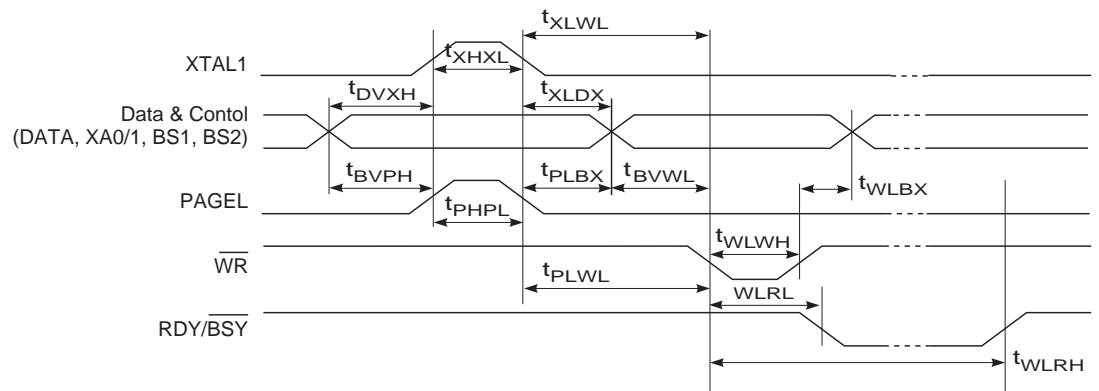 tXLWL
XTAL1
tXHXL
tDVXH
tXLDX
Data & Contol
(DATA, XA0/1, BS1, BS2)
tBVPH
tPLBX
tBVWL
tWLBX
PAGEL
tPHPL
tWLWH
WR
tPLWL
WLRL
RDY/BSY
tWLRH